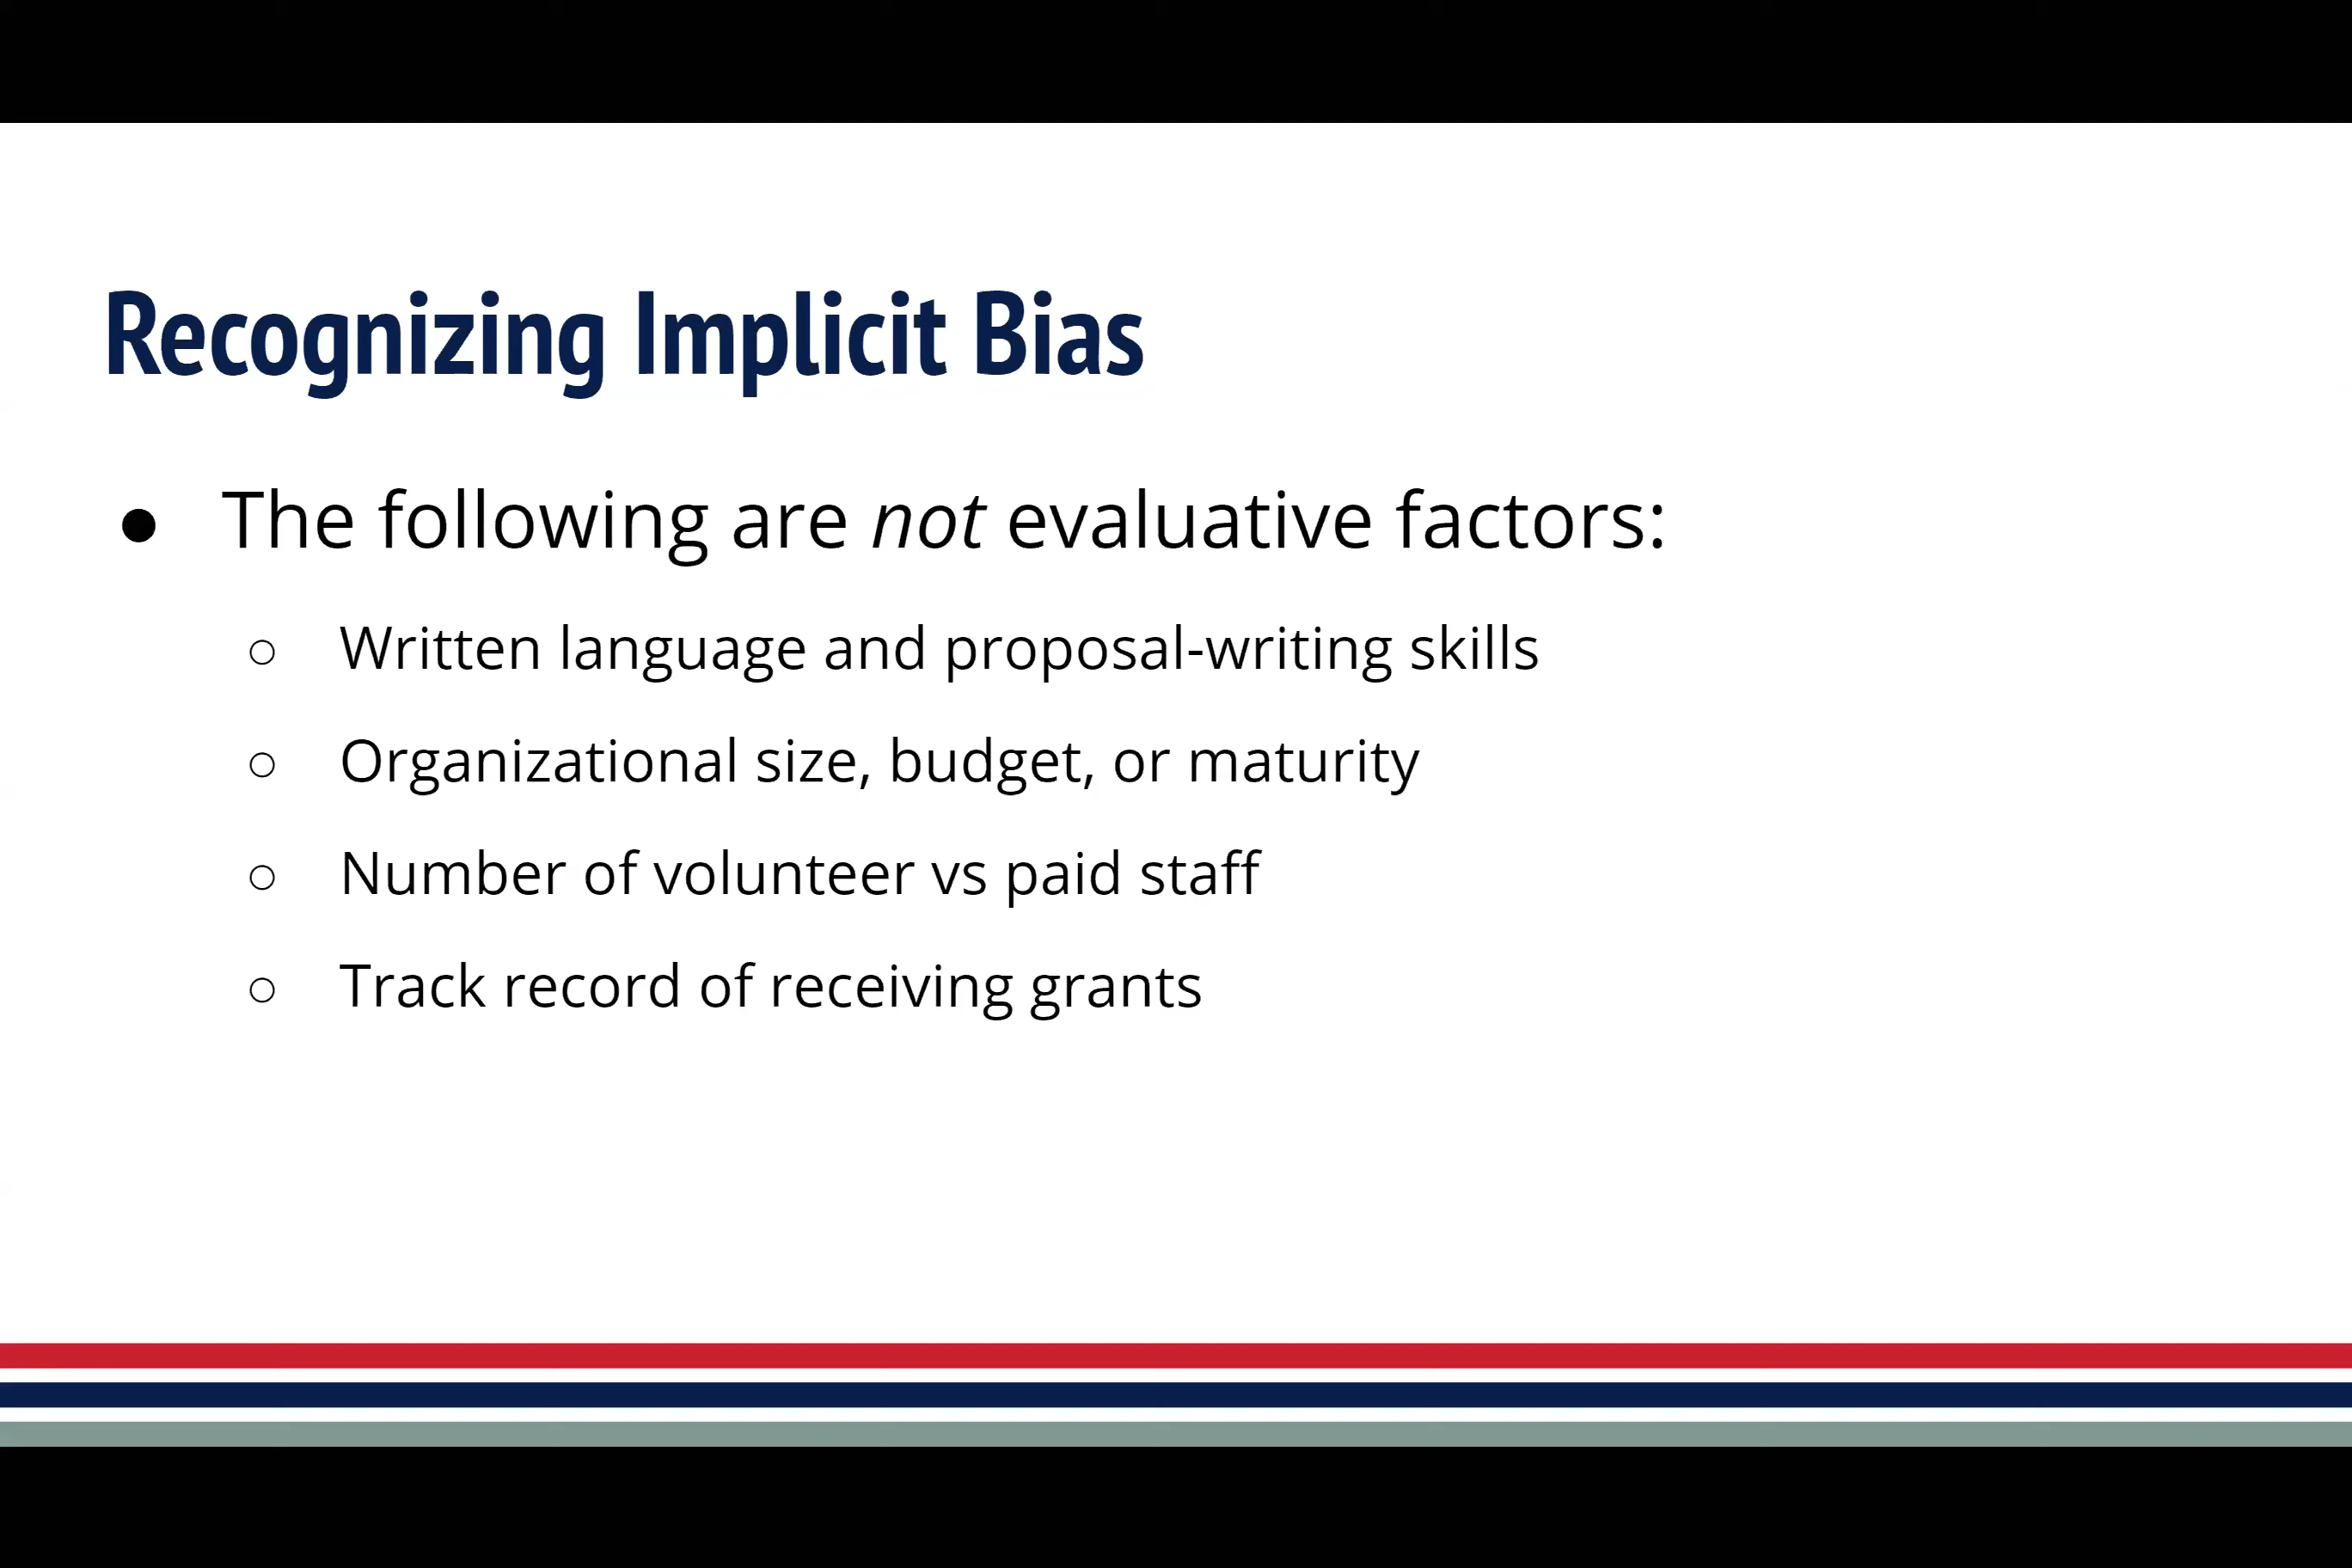 Recognizing Implicit Bias
● The following are not evaluative factors:
○ Written language and proposal-writing skills
○ Organizational size, budget, or maturity
○ Number of volunteer vs paid staff
○ Track record of receiving grants